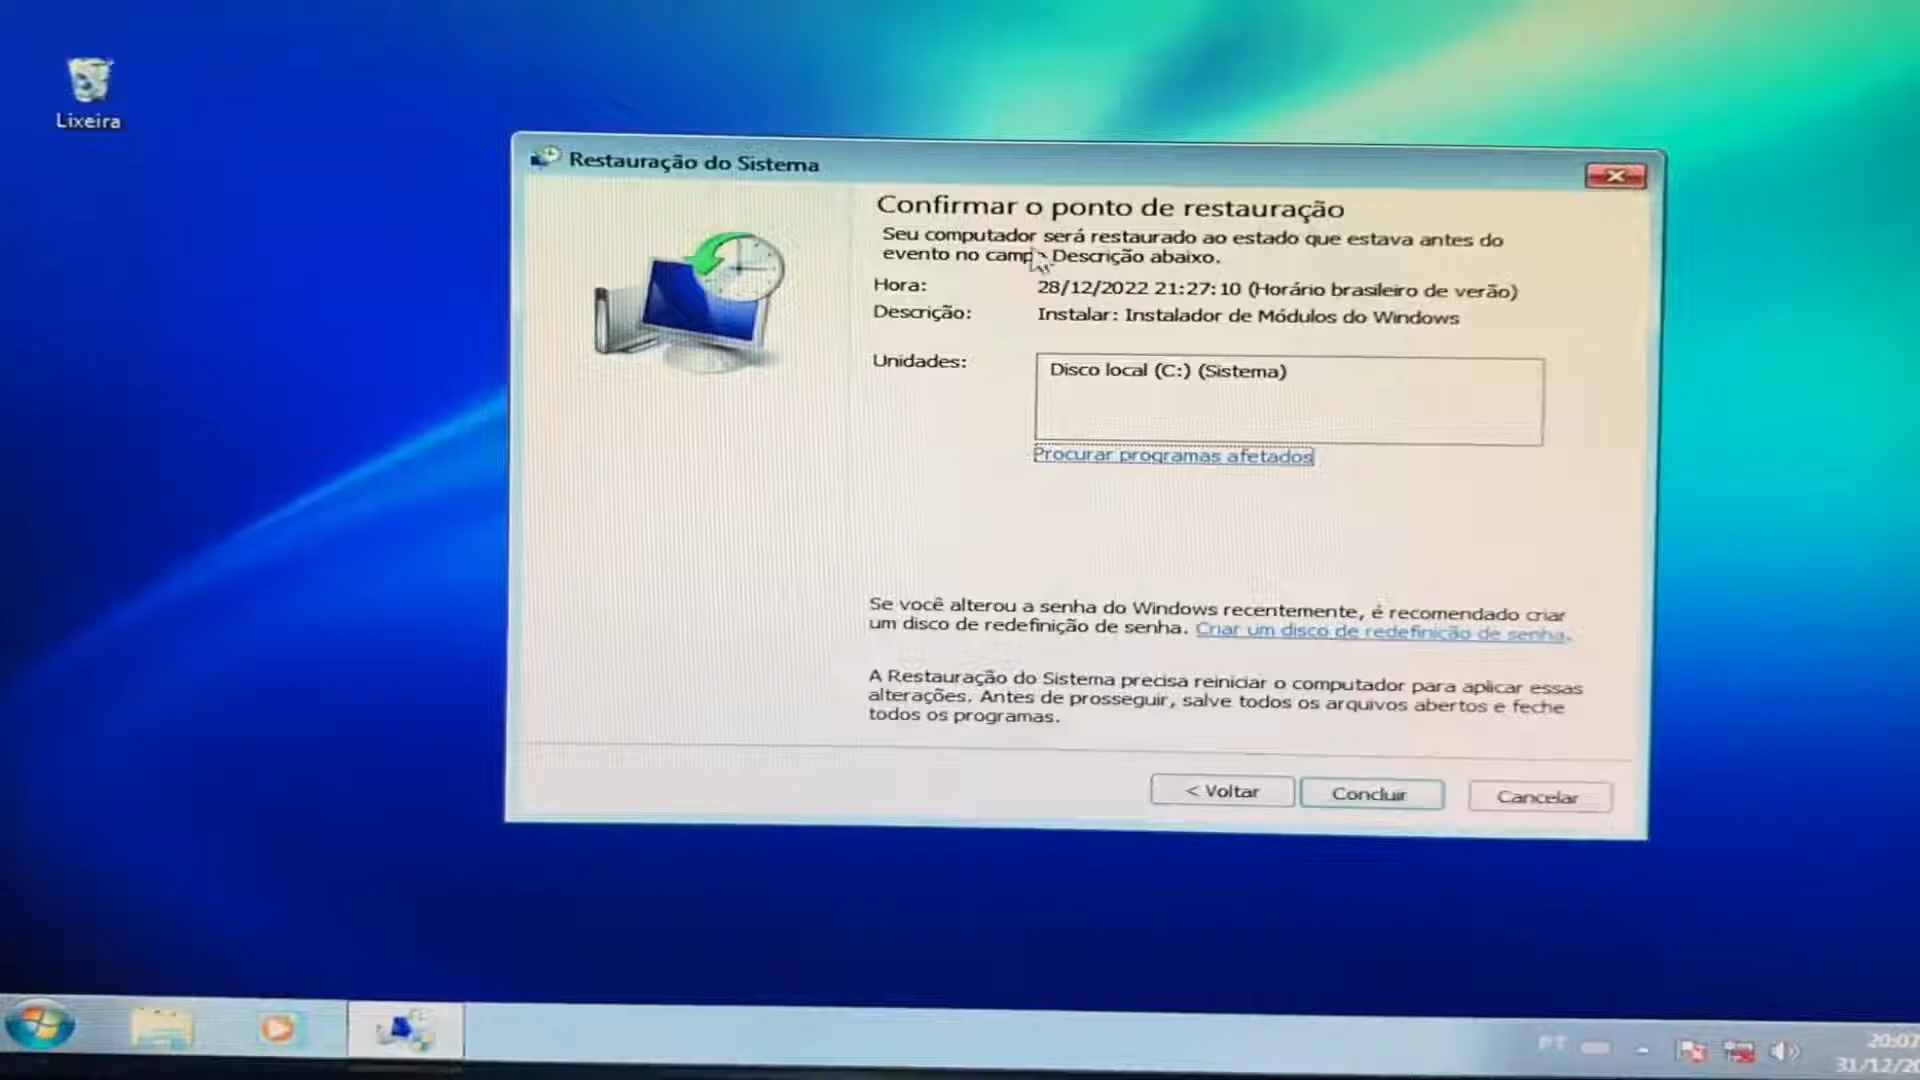 Lixeira
Restauração do Sistema
Confirmar o ponto de restauração
Seu computador será restaurado ao estado que estava antes do
evento no campo Descrição abaixo.
Hora: 28/12/2022 21:27:10 (Horário brasileiro de verão)
Descrição: Instalar: Instalador de Módulos do Windows
Unidades: Disco local (C:) (Sistema)
Procurar programas afetados
Se você alterou a senha do Windows recentemente, é recomendado criar
um disco de redefinição de senha. Criar um disco de redefinição de senha.
A Restauração do Sistema precisa reiniciar o computador para aplicar essas
alterações. Antes de prosseguir, salve todos os arquivos abertos e feche
todos os programas.
< Voltar Concluir Cancelar
PT
20:07
31/12/20